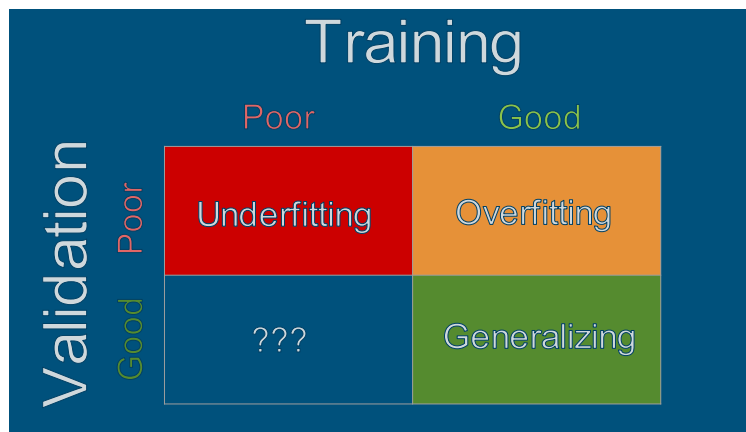 Training
Poor
Good
Validation
Poor
Underfitting
Overfitting
Good
???
Generalizing